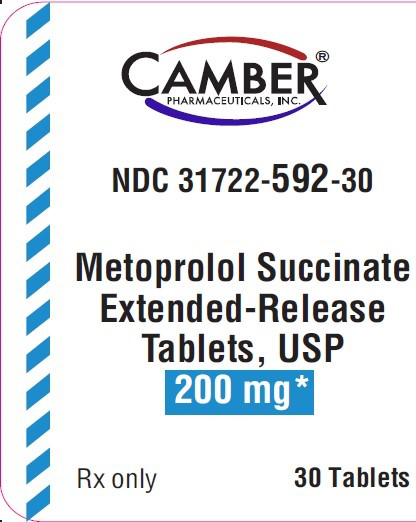 CAMBER®
PHARMACEUTICALS, INC.
NDC 31722-592-30
Metoprolol Succinate
Extended-Release
Tablets, USP
200 mg*
Rx only 30 Tablets